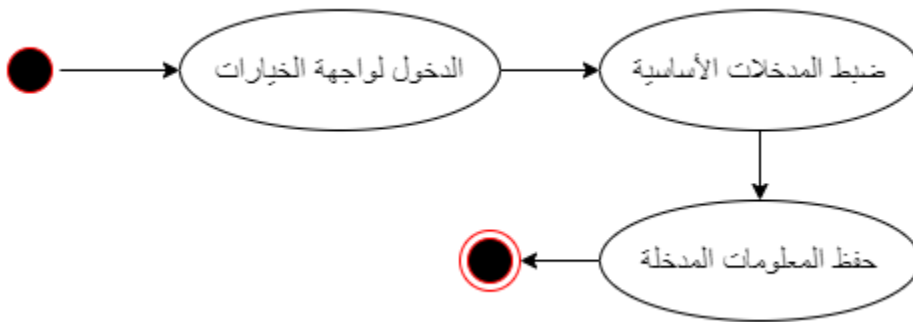 الدخول لواجهة الخيارات
ضبط المدخلات الأساسية
حفظ المعلومات المدخلة